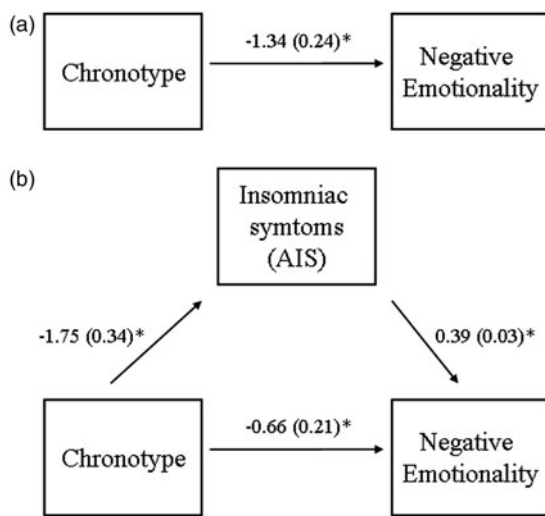 (a)
Chronotype
-1.34 (0.24)*
Negative
Emotionality
(b)
Insomniac
symtoms
(AIS)
-1.75 (0.34)*
0.39 (0.03)*
Chronotype
-0.66 (0.21)*
Negative
Emotionality